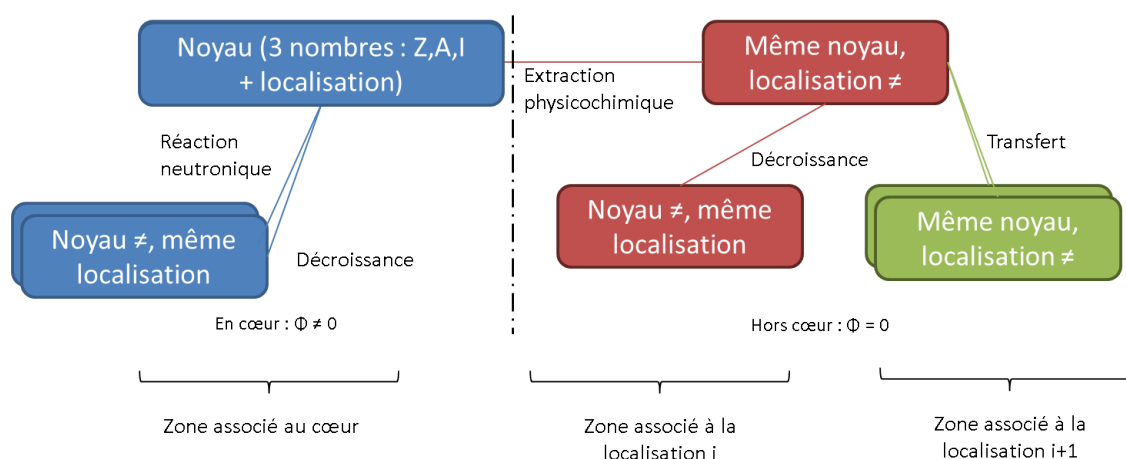 Noyau (3 nombres : Z,A,I
+ localisation)
Extraction
physicochimique
Même noyau,
localisation ≠
Réaction
neutronique
Décroissance
Transfert
Noyau ≠, même
localisation
Décroissance
Noyau ≠, même
localisation
Même noyau,
localisation ≠
En cœur : Φ ≠ 0
Hors cœur : Φ = 0
Zone associé au cœur
Zone associé à la
localisation i
Zone associé à la
localisation i+1